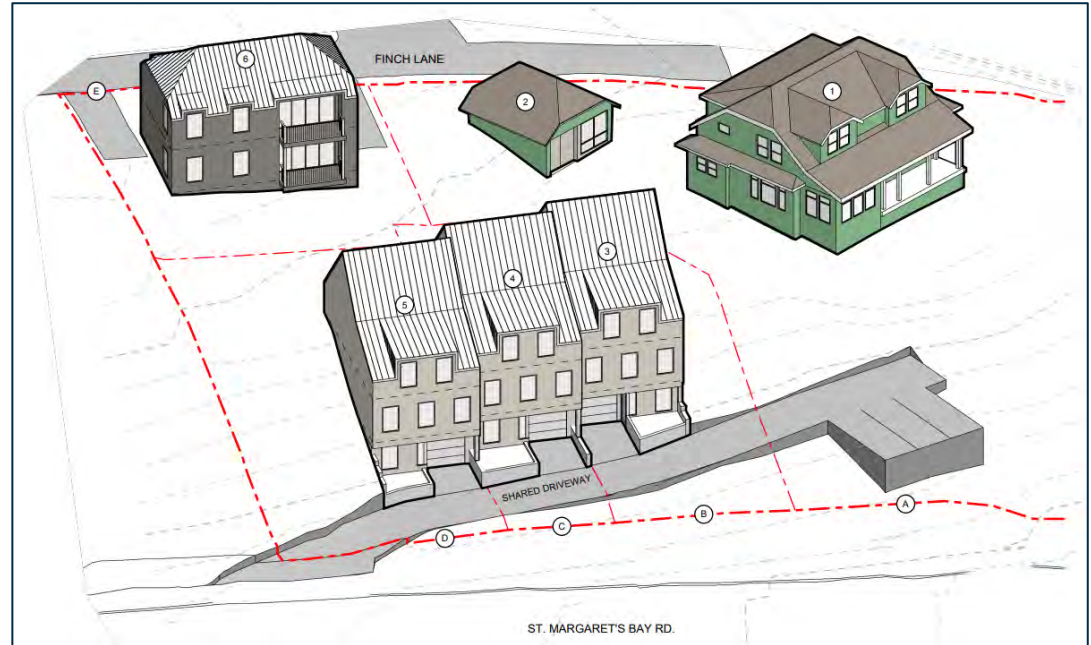 FINCH LANE
6
E
2
1
3
4
5
SHARED DRIVEWAY
A
B
C
D
ST. MARGARET'S BAY RD.